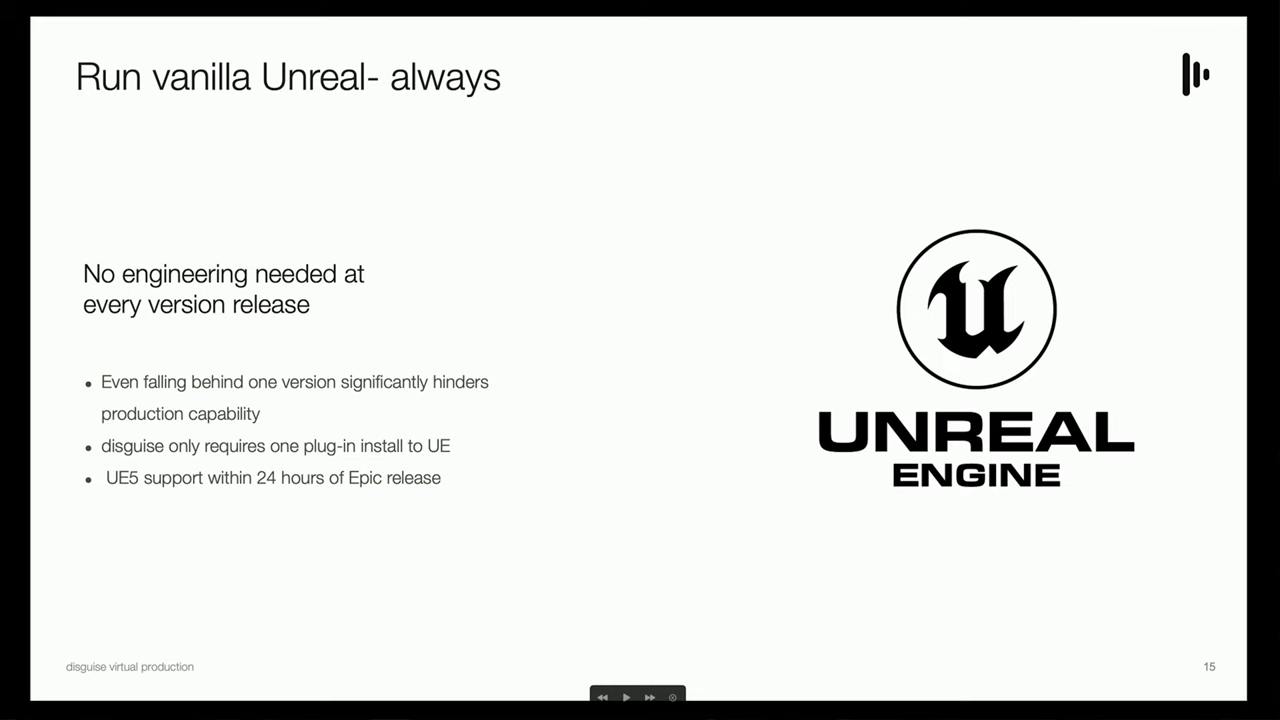 Run vanilla Unreal- always
No engineering needed at
every version release
• Even falling behind one version significantly hinders
production capability
• disguise only requires one plug-in install to UE
• UE5 support within 24 hours of Epic release
UNREAL
ENGINE
disguise virtual production
15